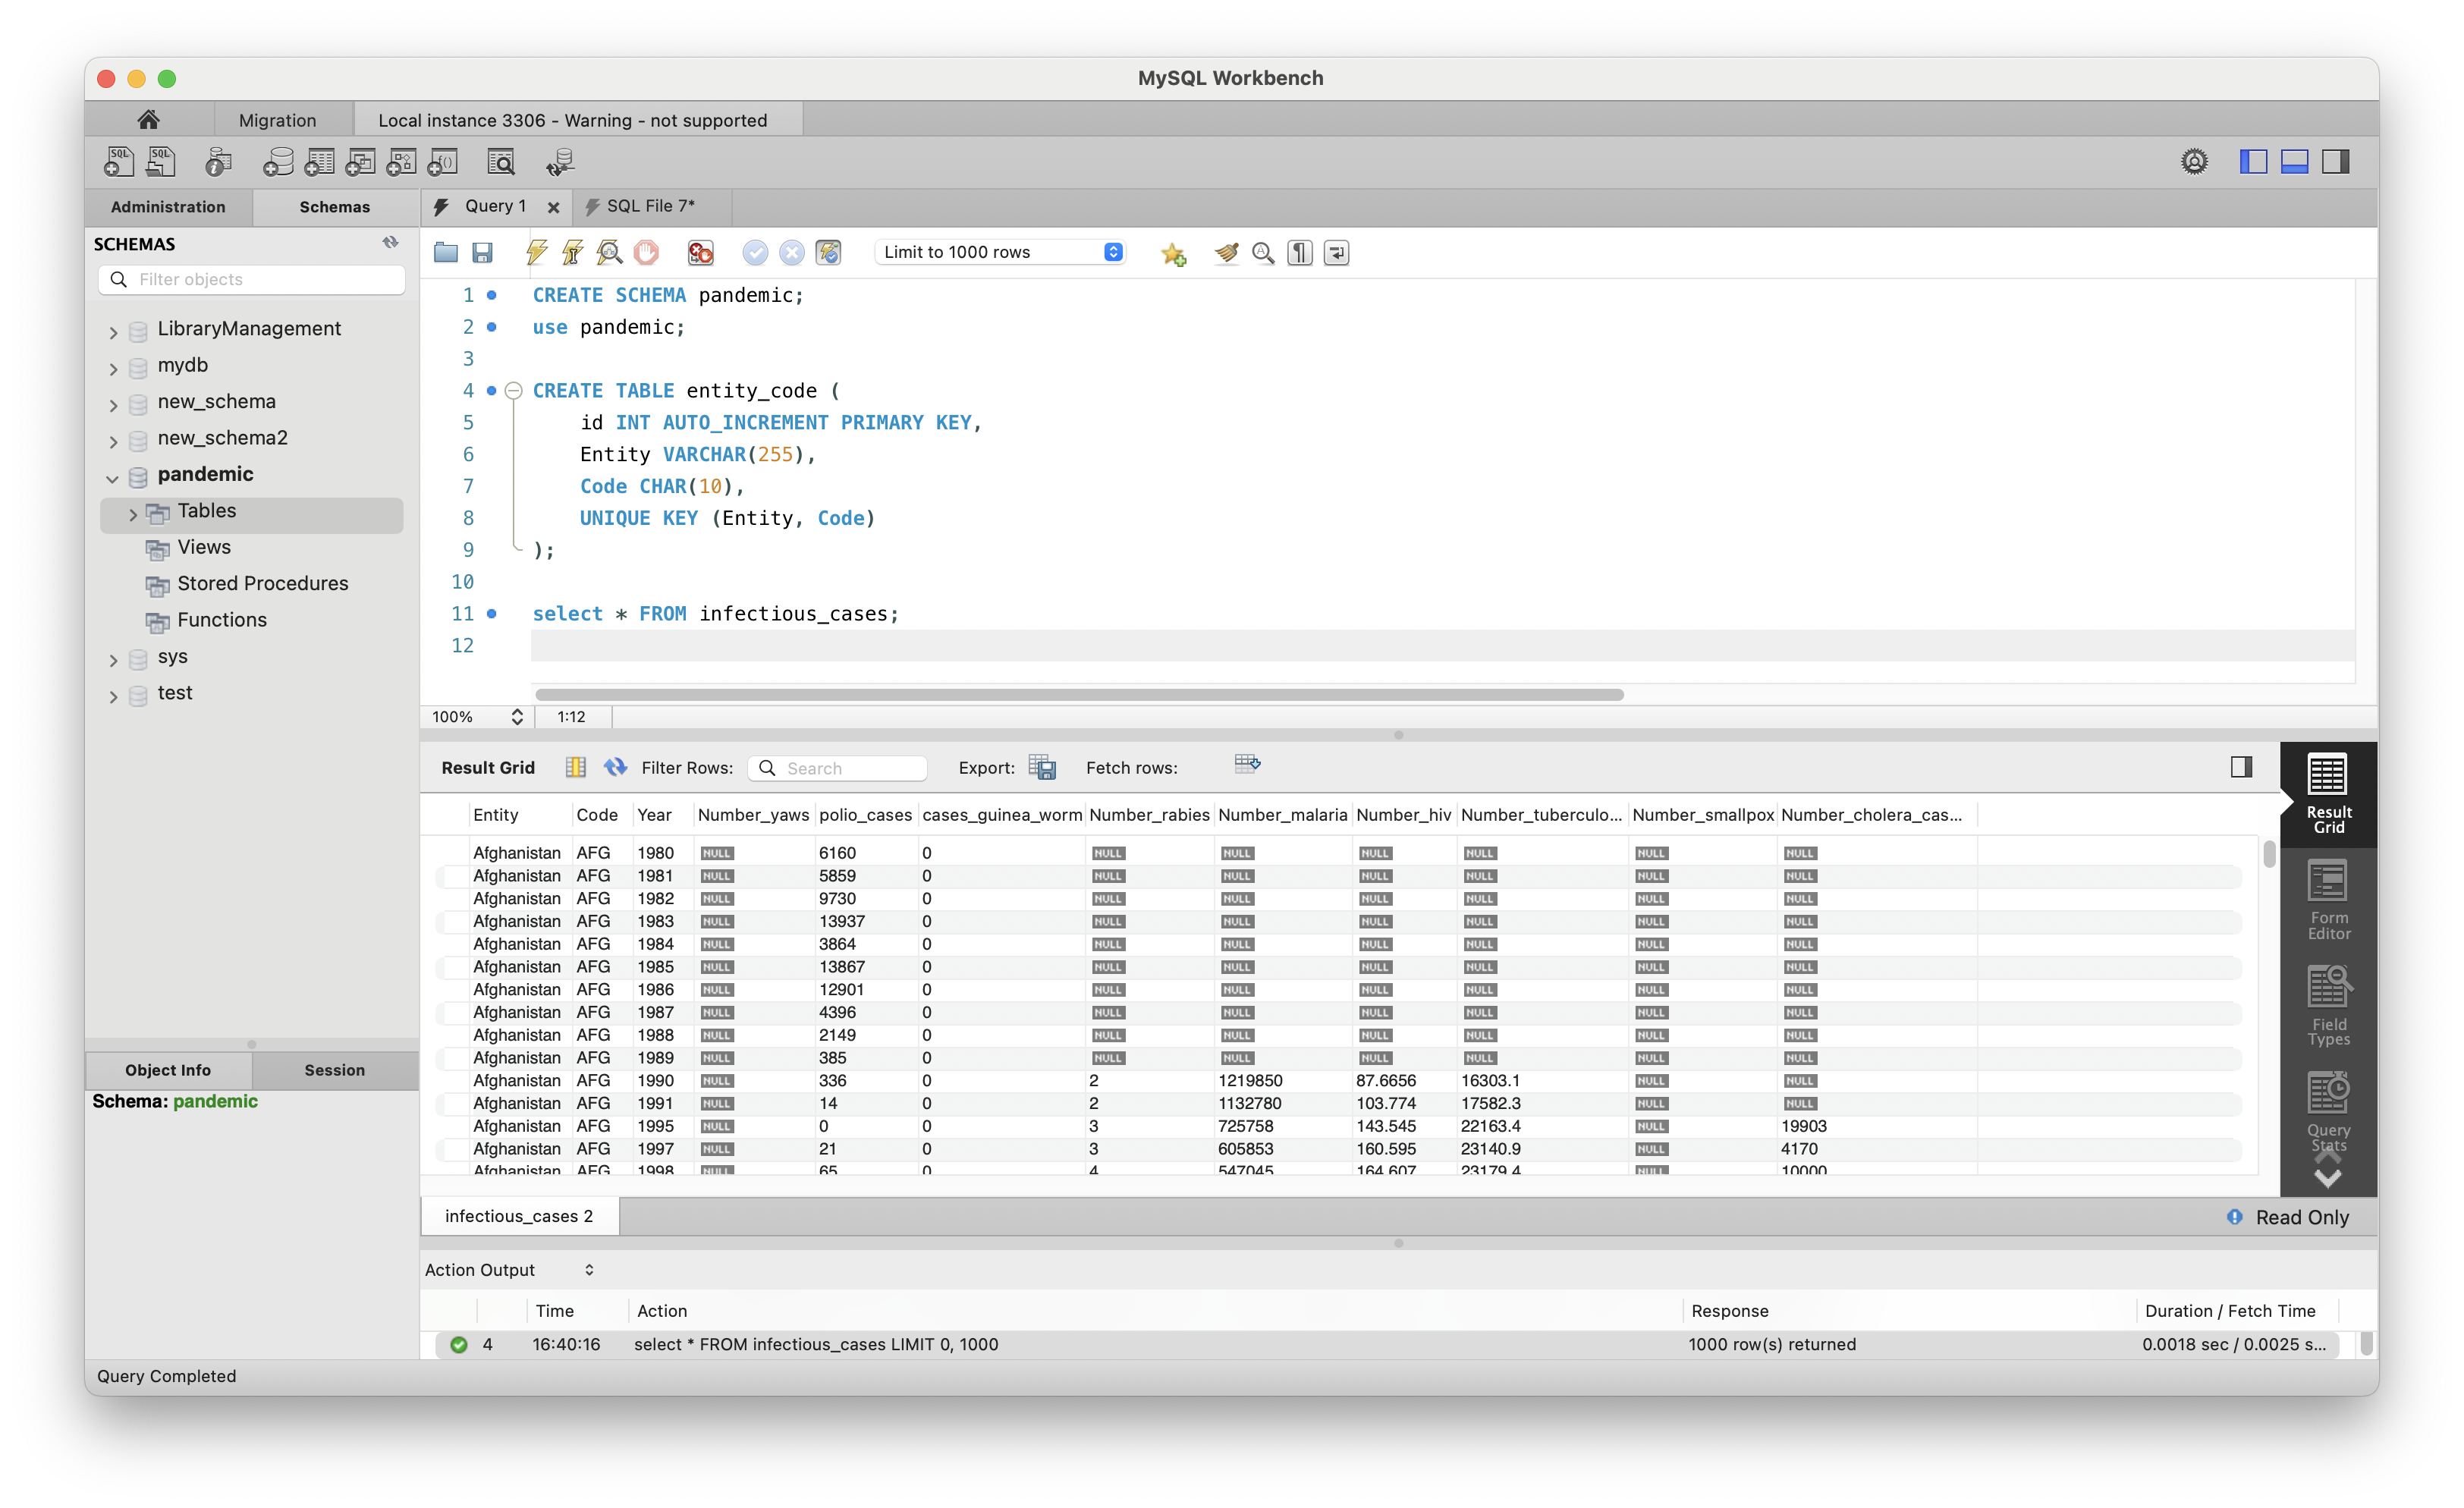 MySQL Workbench
Migration
Local instance 3306 - Warning - not supported
Administration
Schemas
Query 1
SQL File 7*
SCHEMAS
Filter objects
Limit to 1000 rows
LibraryManagement
mydb
new_schema
new_schema2
pandemic
Tables
Views
Stored Procedures
Functions
sys
test
1 CREATE SCHEMA pandemic;
2 use pandemic;
3
4 CREATE TABLE entity_code (
5 id INT AUTO_INCREMENT PRIMARY KEY,
6 Entity VARCHAR(255),
7 Code CHAR(10),
8 UNIQUE KEY (Entity, Code)
9 );
10
11 select * FROM infectious_cases;
12
100% 1:12
Object Info
Session
Schema: pandemic
Result Grid Filter Rows: Search Export: Fetch rows:
Entity Code Year Number_yaws polio_cases cases_guinea_worm Number_rabies Number_malaria Number_hiv Number_tuberculo... Number_smallpox Number_cholera_cas...
Afghanistan AFG 1980 NULL 6160 0 NULL NULL NULL NULL NULL NULL
Afghanistan AFG 1981 NULL 5859 0 NULL NULL NULL NULL NULL NULL
Afghanistan AFG 1982 NULL 9730 0 NULL NULL NULL NULL NULL NULL
Afghanistan AFG 1983 NULL 13937 0 NULL NULL NULL NULL NULL NULL
Afghanistan AFG 1984 NULL 3864 0 NULL NULL NULL NULL NULL NULL
Afghanistan AFG 1985 NULL 13867 0 NULL NULL NULL NULL NULL NULL
Afghanistan AFG 1986 NULL 12901 0 NULL NULL NULL NULL NULL NULL
Afghanistan AFG 1987 NULL 4396 0 NULL NULL NULL NULL NULL NULL
Afghanistan AFG 1988 NULL 2149 0 NULL NULL NULL NULL NULL NULL
Afghanistan AFG 1989 NULL 385 0 NULL NULL NULL NULL NULL NULL
Afghanistan AFG 1990 NULL 336 0 2 1219850 87.6656 16303.1 NULL NULL
Afghanistan AFG 1991 NULL 14 0 2 1132780 103.774 17582.3 NULL NULL
Afghanistan AFG 1995 NULL 0 0 3 725758 143.545 22163.4 NULL 19903
Afghanistan AFG 1997 NULL 21 0 3 605853 160.595 23140.9 NULL 4170
Afghanistan AFG 1998 NULL 65 0 4 547045 164.607 23179.4 NULL 10000
Result
Grid
Form
Editor
Field
Types
Query
Stats
infectious_cases 2
Read Only
Action Output
Time Action Response Duration / Fetch Time
4 16:40:16 select * FROM infectious_cases LIMIT 0, 1000 1000 row(s) returned 0.0018 sec / 0.0025 s...
Query Completed